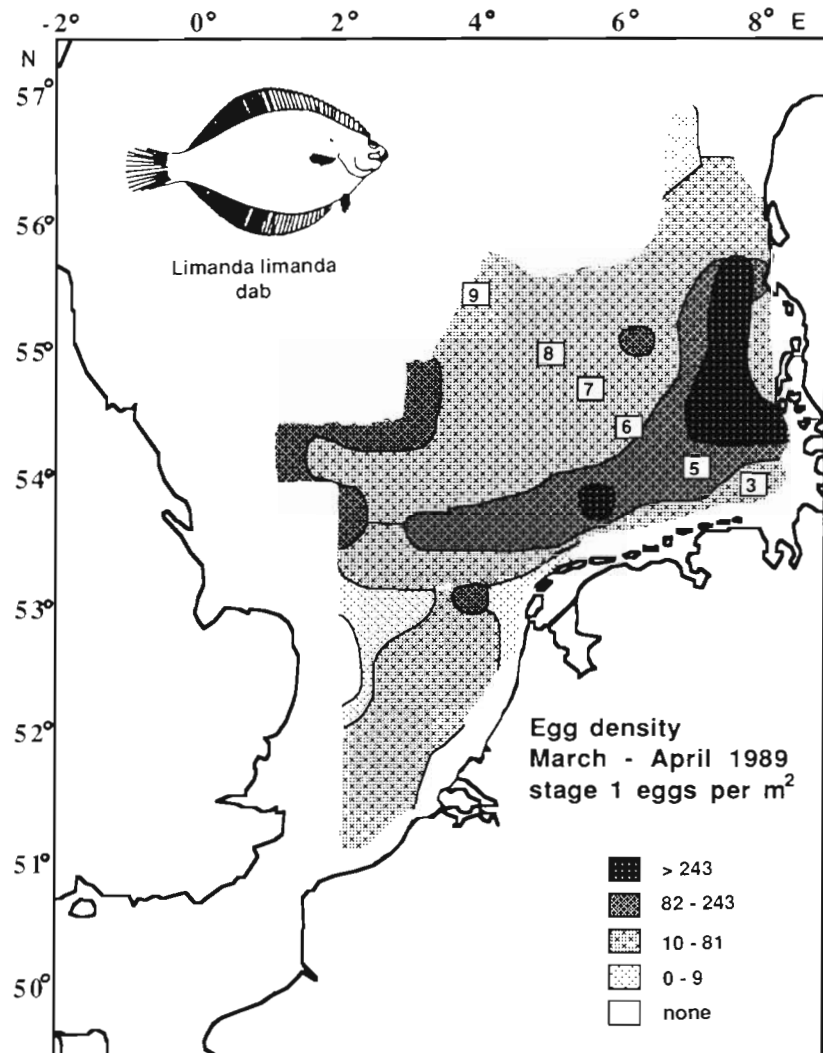 -2° 0° 2° 4° 6° 8° E
N
57°
56°
55°
54°
53°
52°
51°
50°
Limanda limanda
dab
9
8
7
6
5
3
Egg density
March - April 1989
stage 1 eggs per m²
> 243
82 - 243
10 - 81
0 - 9
none